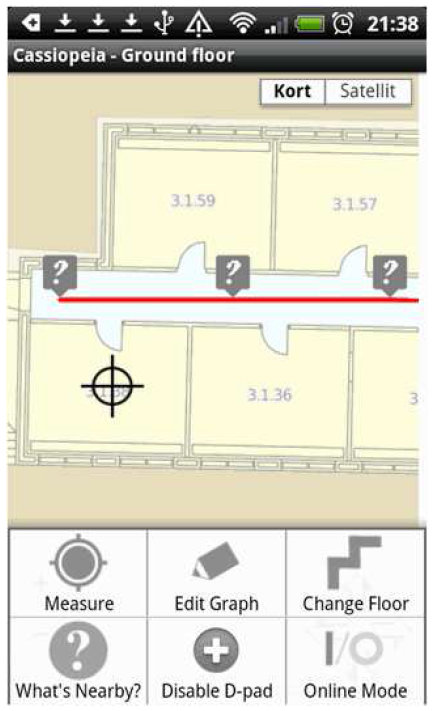 21:38
Cassiopeia - Ground floor
Kort Satellit
3.1.59
3.1.57
3.1.36
3
Measure Edit Graph Change Floor
What's Nearby? Disable D-pad Online Mode